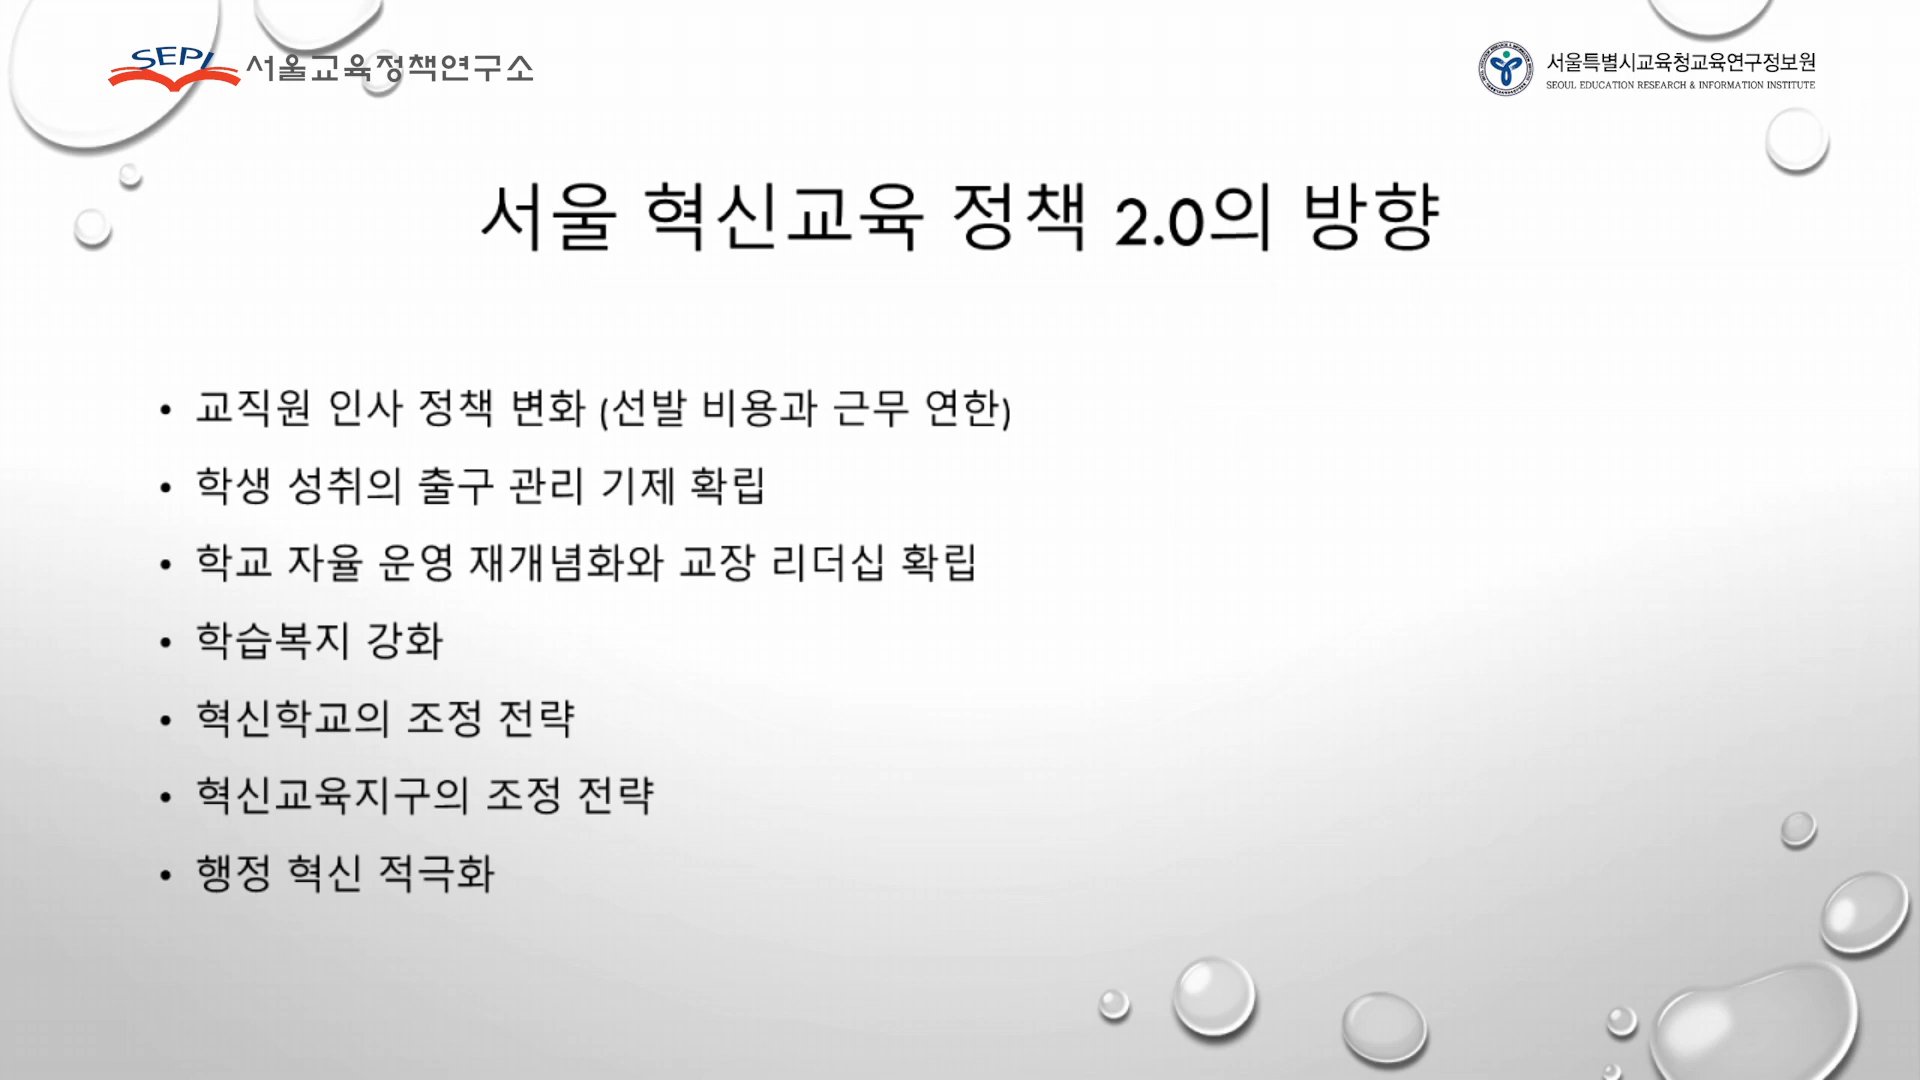 SEPI 서울교육정책연구소
서울특별시교육청교육연구정보원
SEOUL EDUCATION RESEARCH & INFORMATION INSTITUTE
서울 혁신교육 정책 2.0의 방향
• 교직원 인사 정책 변화 (선발 비용과 근무 연한)
• 학생 성취의 출구 관리 기제 확립
• 학교 자율 운영 재개념화와 교장 리더십 확립
• 학습복지 강화
• 혁신학교의 조정 전략
• 혁신교육지구의 조정 전략
• 행정 혁신 적극화